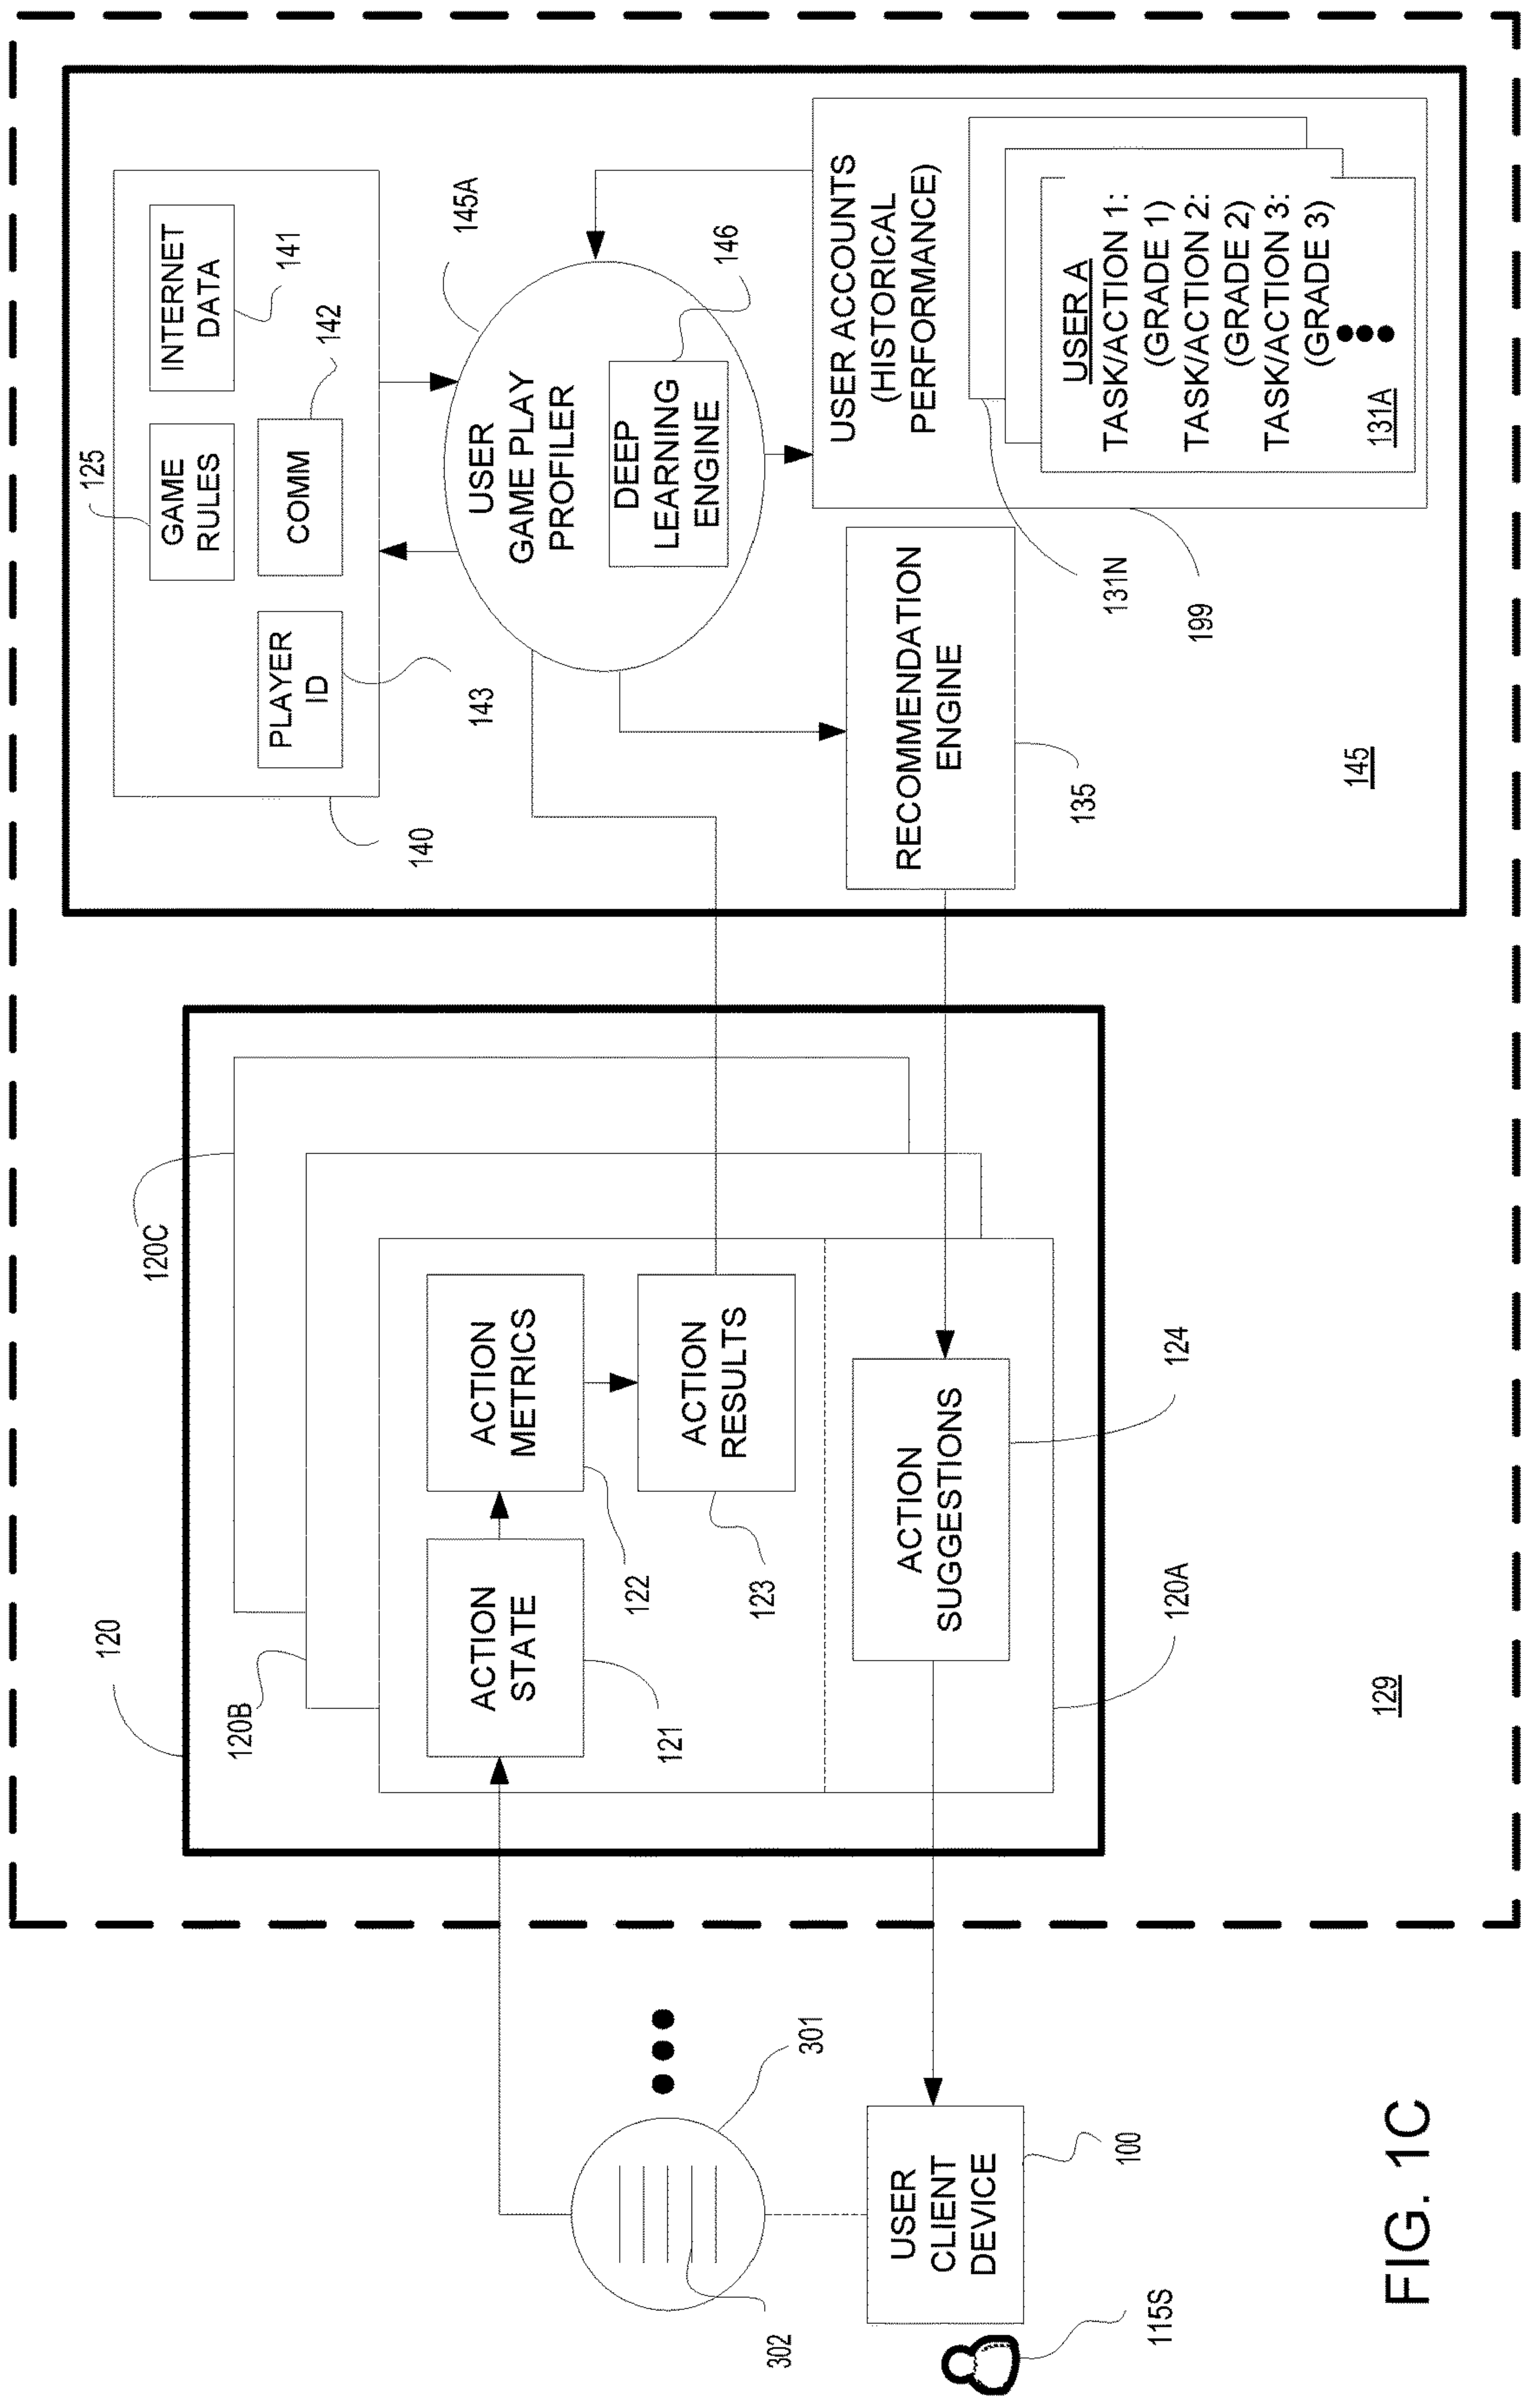 120
120B
120C
ACTION
STATE
121
ACTION
METRICS
122
ACTION
RESULTS
123
ACTION
SUGGESTIONS
124
120A
129
301
302
USER
CLIENT
DEVICE
100
115S
125
GAME
RULES
INTERNET
DATA
141
COMM
142
PLAYER
ID
143
140
145A
USER
GAME PLAY
PROFILER
DEEP
LEARNING
ENGINE
146
RECOMMENDATION
ENGINE
135
USER ACCOUNTS
(HISTORICAL
PERFORMANCE)
USER A
TASK/ACTION 1:
(GRADE 1)
TASK/ACTION 2:
(GRADE 2)
TASK/ACTION 3:
(GRADE 3)
131A
131N
199
145
FIG. 1C